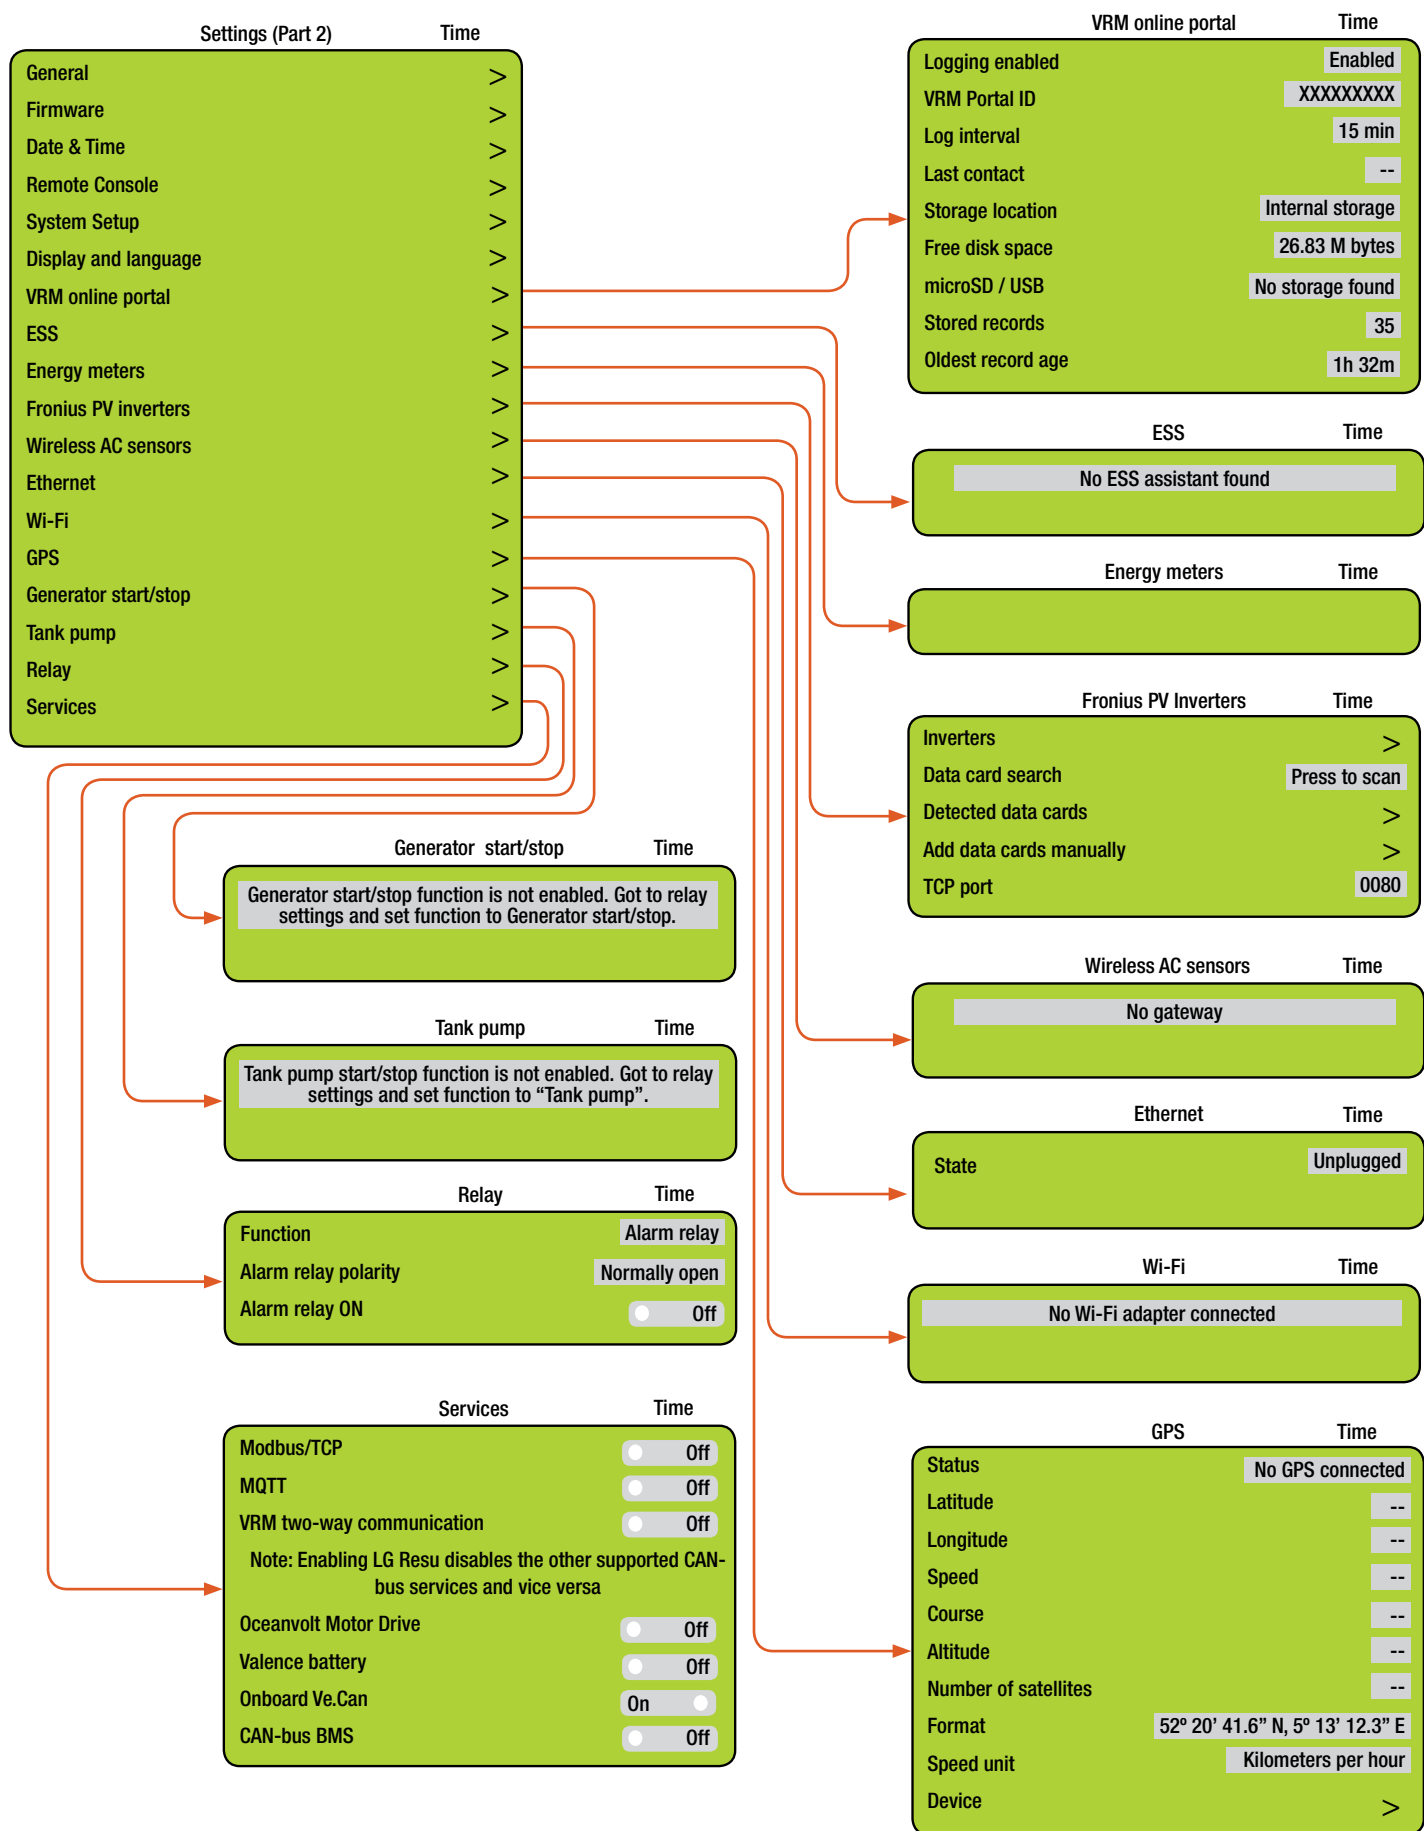 Settings (Part 2) Time
General >
Firmware >
Date & Time >
Remote Console >
System Setup >
Display and language >
VRM online portal >
ESS >
Energy meters >
Fronius PV inverters >
Wireless AC sensors >
Ethernet >
Wi-Fi >
GPS >
Generator start/stop >
Tank pump >
Relay >
Services >
Generator start/stop Time
Generator start/stop function is not enabled. Got to relay
settings and set function to Generator start/stop.
Tank pump Time
Tank pump start/stop function is not enabled. Got to relay
settings and set function to “Tank pump”.
Relay Time
Function Alarm relay
Alarm relay polarity Normally open
Alarm relay ON Off
Services Time
Modbus/TCP Off
MQTT Off
VRM two-way communication Off
Note: Enabling LG Resu disables the other supported CAN-
bus services and vice versa
Oceanvolt Motor Drive Off
Valence battery Off
Onboard Ve.Can On
CAN-bus BMS Off
VRM online portal Time
Logging enabled Enabled
VRM Portal ID XXXXXXXXX
Log interval 15 min
Last contact --
Storage location Internal storage
Free disk space 26.83 M bytes
microSD / USB No storage found
Stored records 35
Oldest record age 1h 32m
ESS Time
No ESS assistant found
Energy meters Time
Fronius PV Inverters Time
Inverters >
Data card search Press to scan
Detected data cards >
Add data cards manually >
TCP port 0080
Wireless AC sensors Time
No gateway
Ethernet Time
State Unplugged
Wi-Fi Time
No Wi-Fi adapter connected
GPS Time
Status No GPS connected
Latitude --
Longitude --
Speed --
Course --
Altitude --
Number of satellites --
Format 52º 20’ 41.6” N, 5º 13’ 12.3” E
Speed unit Kilometers per hour
Device >